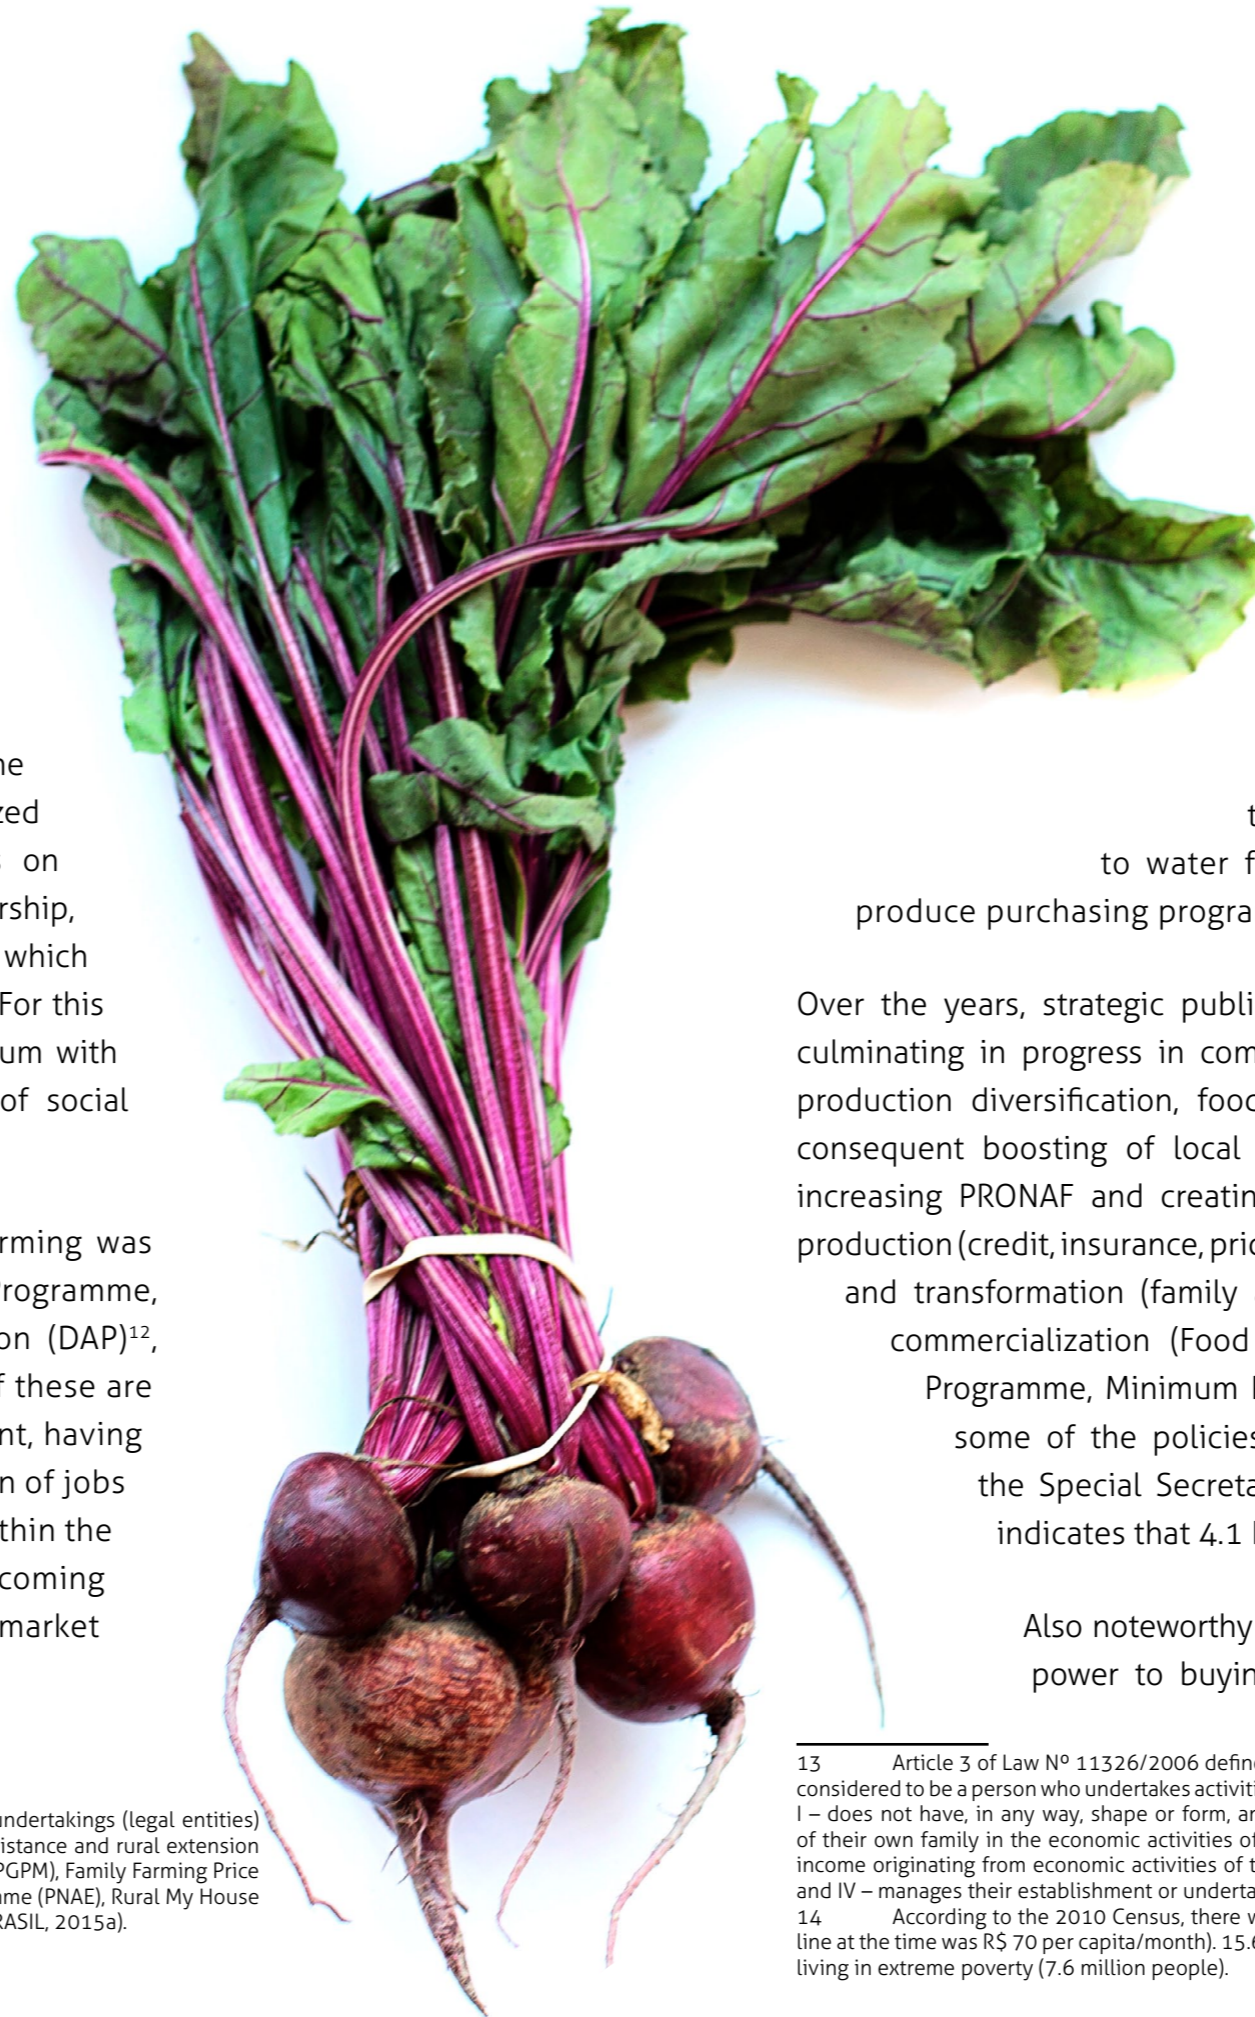 he
zed
on
rship,
which
For this
um with
of social
rming was
rogramme,
on (DAP)¹²,
f these are
nt, having
n of jobs
thin the
coming
market
undertakings (legal entities)
istance and rural extension
PGPM), Family Farming Price
me (PNAE), Rural My House
RASIL, 2015a).
t
to water f
produce purchasing progra
Over the years, strategic publi
culminating in progress in com
production diversification, food
consequent boosting of local
increasing PRONAF and creatin
production (credit, insurance, pric
and transformation (family
commercialization (Food
Programme, Minimum
some of the policies
the Special Secreta
indicates that 4.1
Also noteworthy
power to buyin
13 Article 3 of Law Nº 11326/2006 define
considered to be a person who undertakes activiti
I – does not have, in any way, shape or form, an
of their own family in the economic activities of
income originating from economic activities of t
and IV – manages their establishment or underta
14 According to the 2010 Census, there w
line at the time was R$ 70 per capita/month). 15.6
living in extreme poverty (7.6 million people).